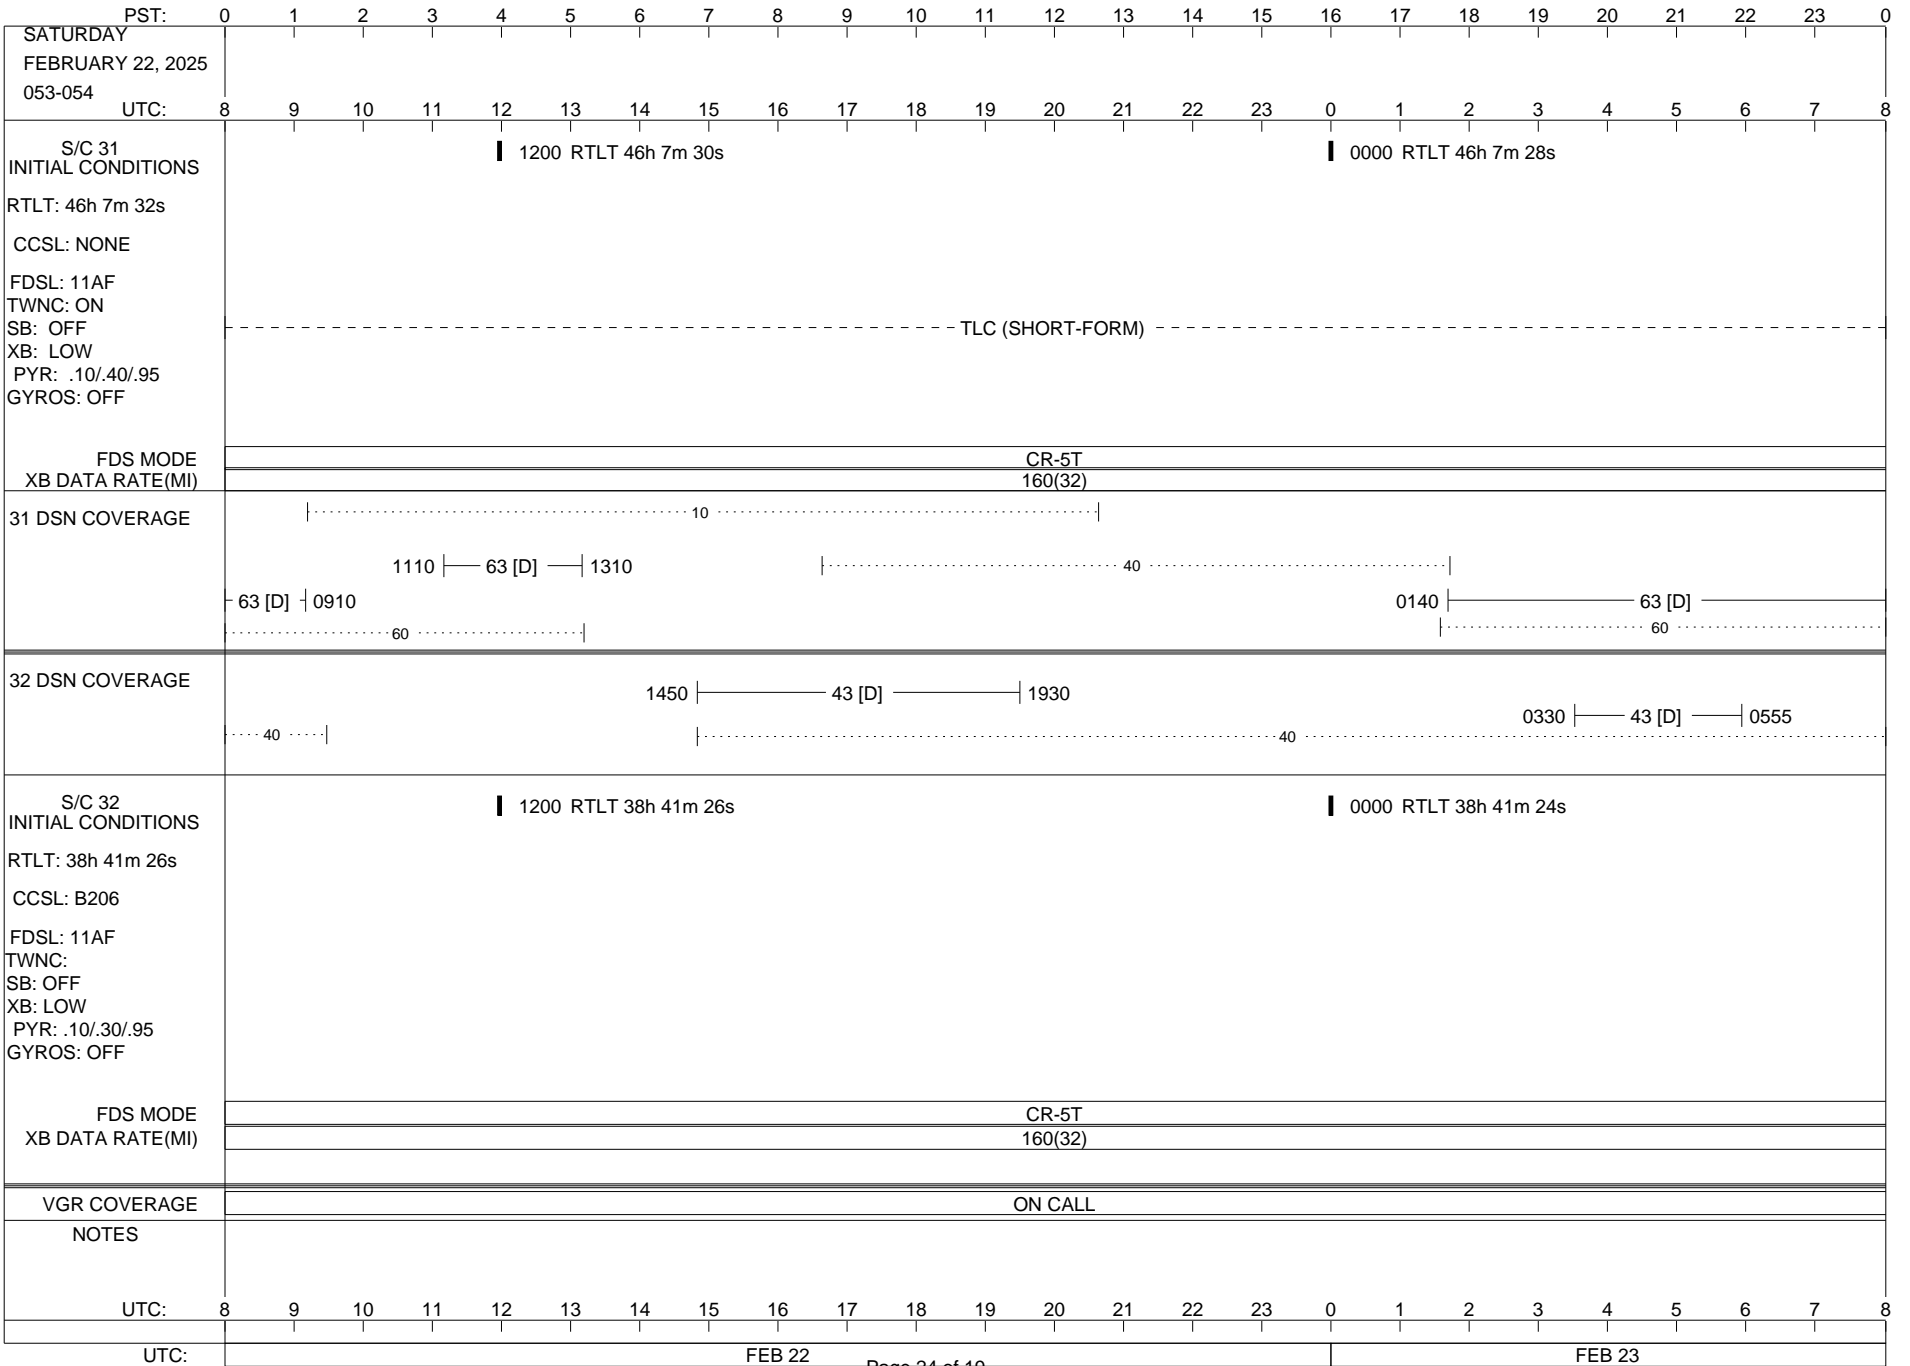 PST: 0 1 2 3 4 5 6 7 8 9 10 11 12 13 14 15 16 17 18 19 20 21 22 23 0
SATURDAY
FEBRUARY 22, 2025
053-054
UTC: 8 9 10 11 12 13 14 15 16 17 18 19 20 21 22 23 0 1 2 3 4 5 6 7 8
S/C 31
INITIAL CONDITIONS
1200 RTLT 46h 7m 30s
0000 RTLT 46h 7m 28s
RTLT: 46h 7m 32s
CCSL: NONE
FDSL: 11AF
TWNC: ON
SB: OFF
TLC (SHORT-FORM)
XB: LOW
PYR: .10/.40/.95
GYROS: OFF
FDS MODE CR-5T
XB DATA RATE(MI) 160(32)
31 DSN COVERAGE
10
1110 63 [D] 1310
40
63 [D] 0910
0140 63 [D]
60
60
32 DSN COVERAGE
1450 43 [D] 1930
0330 43 [D] 0555
40
40
S/C 32
INITIAL CONDITIONS
1200 RTLT 38h 41m 26s
0000 RTLT 38h 41m 24s
RTLT: 38h 41m 26s
CCSL: B206
FDSL: 11AF
TWNC:
SB: OFF
XB: LOW
PYR: .10/.30/.95
GYROS: OFF
FDS MODE CR-5T
XB DATA RATE(MI) 160(32)
VGR COVERAGE ON CALL
NOTES
UTC: 8 9 10 11 12 13 14 15 16 17 18 19 20 21 22 23 0 1 2 3 4 5 6 7 8
UTC: FEB 22 FEB 23
Page 24 of 19